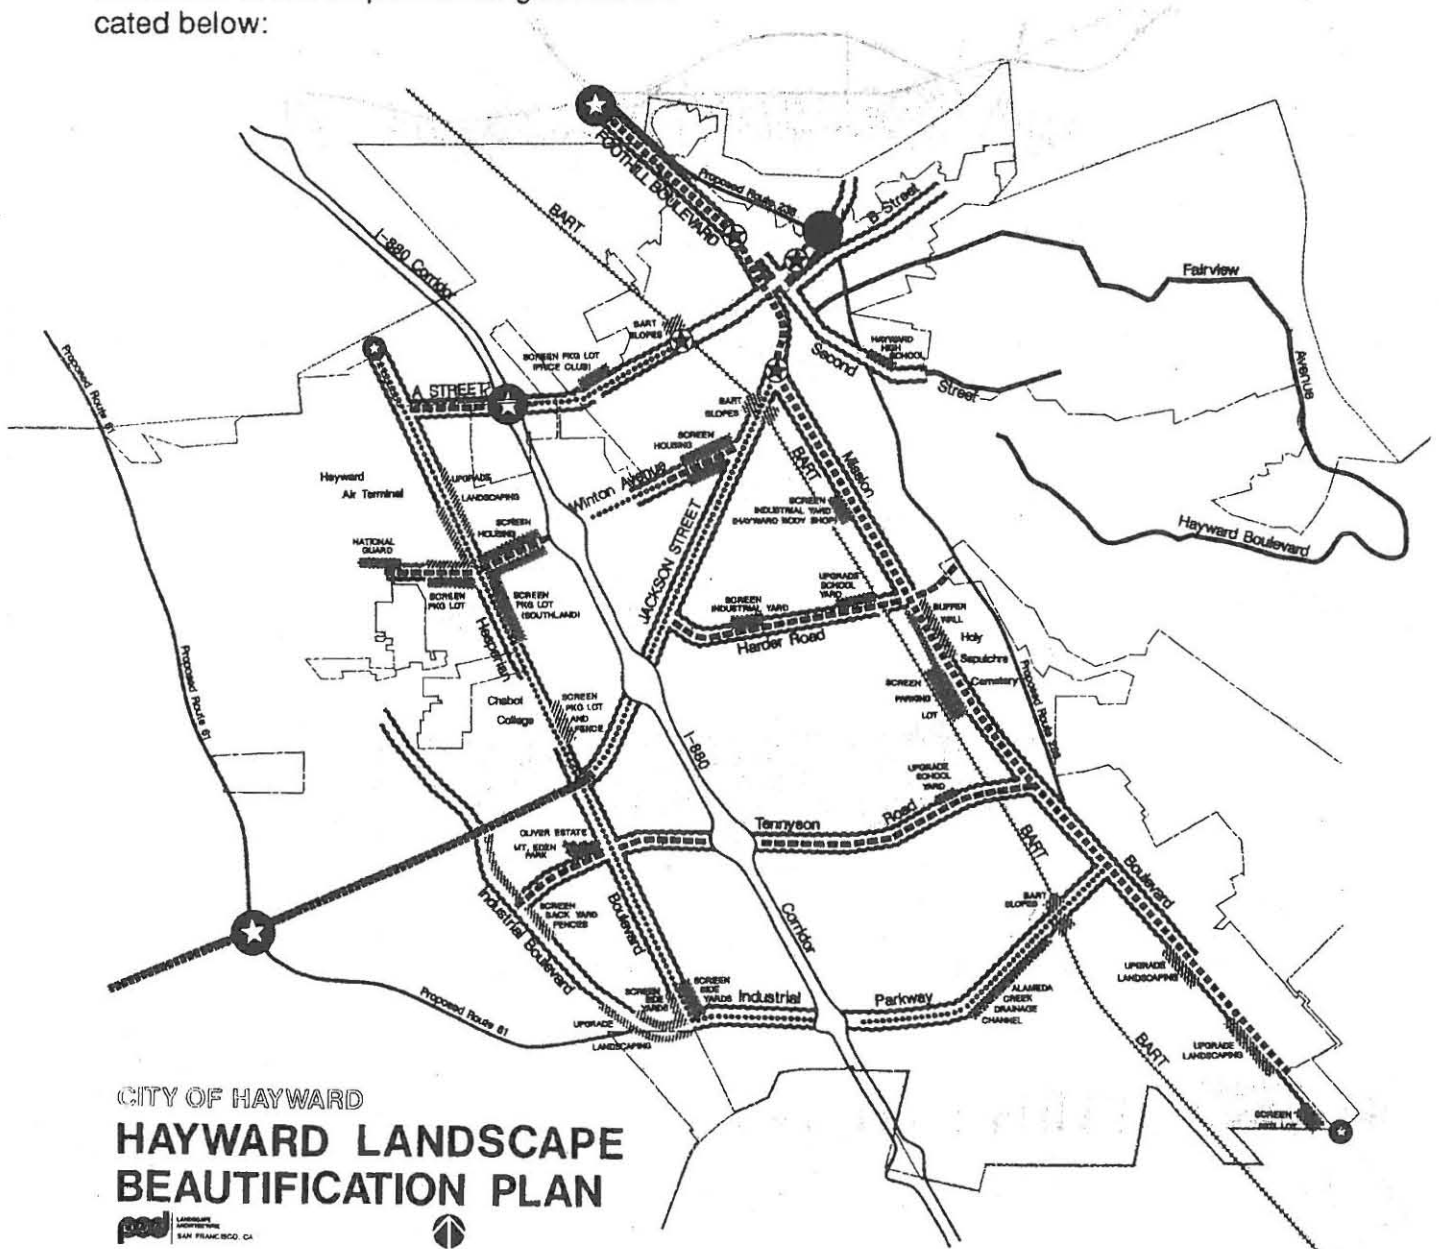 cated below:
FOOTHILL BOULEVARD
Proposed Route 238
B-Street
BART
I-880 Corridor
Fairview
Avenue
BART
SLOPES
HAYWARD
HIGH
SCHOOL
Second
Street
SCREEN PKG LOT
(PRICE CLUB)
Proposed Route 61
A STREET
BART
SLOPES
SCREEN
HOUSING
Winton Avenue
BART
Mission
Hayward
Air Terminal
UPGRADE
LANDSCAPING
SCREEN
INDUSTRIAL YARD
(HAYWARD BODY SHOP)
Hayward Boulevard
SCREEN
HOUSING
JACKSON STREET
NATIONAL
GUARD
SCREEN
PKG LOT
SCREEN
PKG LOT
(SOUTHLAND)
UPGRADE
SCHOOL
YARD
SCREEN
INDUSTRIAL YARD
Harder Road
BUFFER
WALL
Holy
Sepulchre
Cemetery
Hesperian
Proposed Route 61
SCREEN
PARKING
LOT
Proposed Route 238
Chabot
College
SCREEN
PKG LOT
AND
FENCE
I-880
UPGRADE
SCHOOL
YARD
Tennyson
Road
OLIVER ESTATE
MT. EDEN
PARK
BART
Boulevard
Industrial Boulevard
SCREEN
BACK YARD
FENCES
Boulevard
Corridor
BART
SLOPES
UPGRADE
LANDSCAPING
SCREEN
SIDE
YARDS
SCREEN
SIDE
YARDS
Industrial
Parkway
ALAMEDA
CREEK
DRAINAGE
CHANNEL
Proposed Route 61
UPGRADE
LANDSCAPING
BART
UPGRADE
LANDSCAPING
SCREEN
PKG LOT
CITY OF HAYWARD
HAYWARD LANDSCAPE
BEAUTIFICATION PLAN
pod
LANDSCAPE
ARCHITECTURE
SAN FRANCISCO, CA